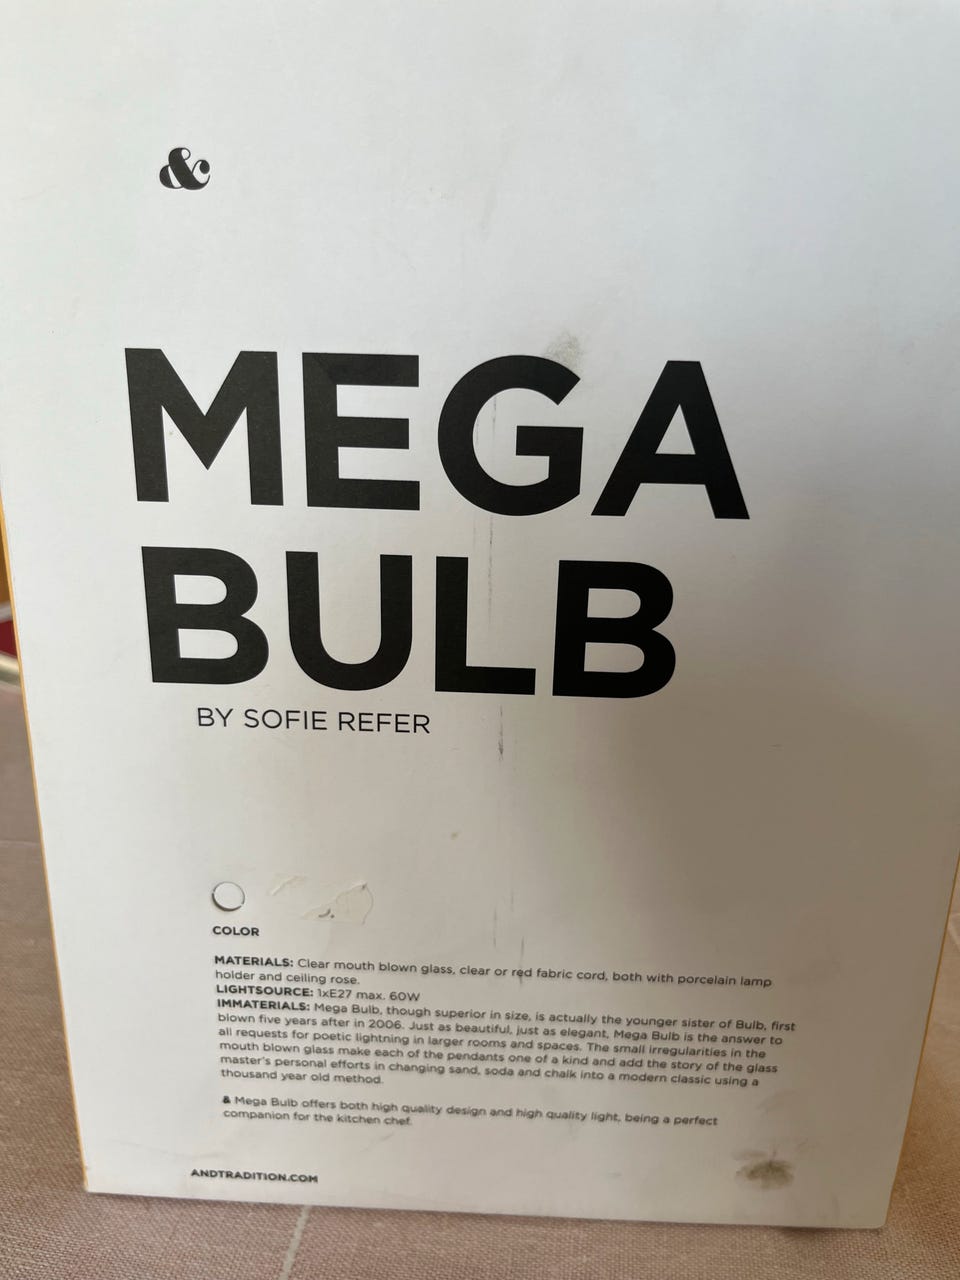 &
MEGA
BULB
BY SOFIE REFER
COLOR
MATERIALS: Clear mouth blown glass, clear or red fabric cord, both with porcelain lamp
holder and ceiling rose.
LIGHTSOURCE: 1xE27 max. 60W
IMMATERIALS: Mega Bulb, though superior in size, is actually the younger sister of Bulb, first
blown five years after in 2006. Just as beautiful, just as elegant, Mega Bulb is the answer to
all requests for poetic lightning in larger rooms and spaces. The small irregularities in the
mouth blown glass make each of the pendants one of a kind and add the story of the glass
master's personal efforts in changing sand, soda and chalk into a modern classic using a
thousand year old method.
& Mega Bulb offers both high quality design and high quality light, being a perfect
companion for the kitchen chef.
ANDTRADITION.COM